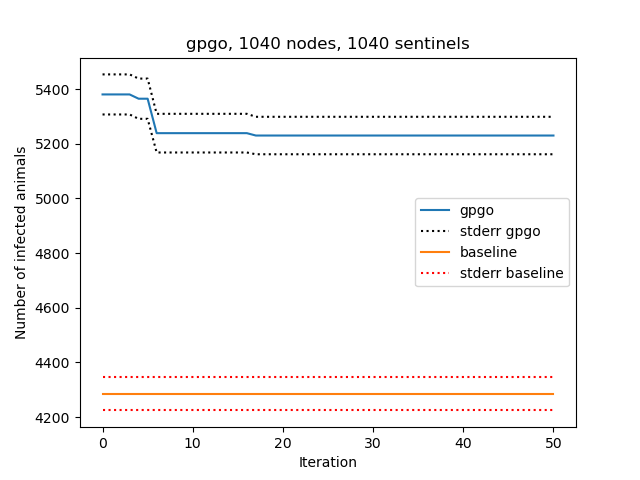 gpgo, 1040 nodes, 1040 sentinels
5400
5200
5000
4800
4600
4400
4200
Number of infected animals
gpgo
stderr gpgo
baseline
stderr baseline
0
10
20
30
40
50
Iteration